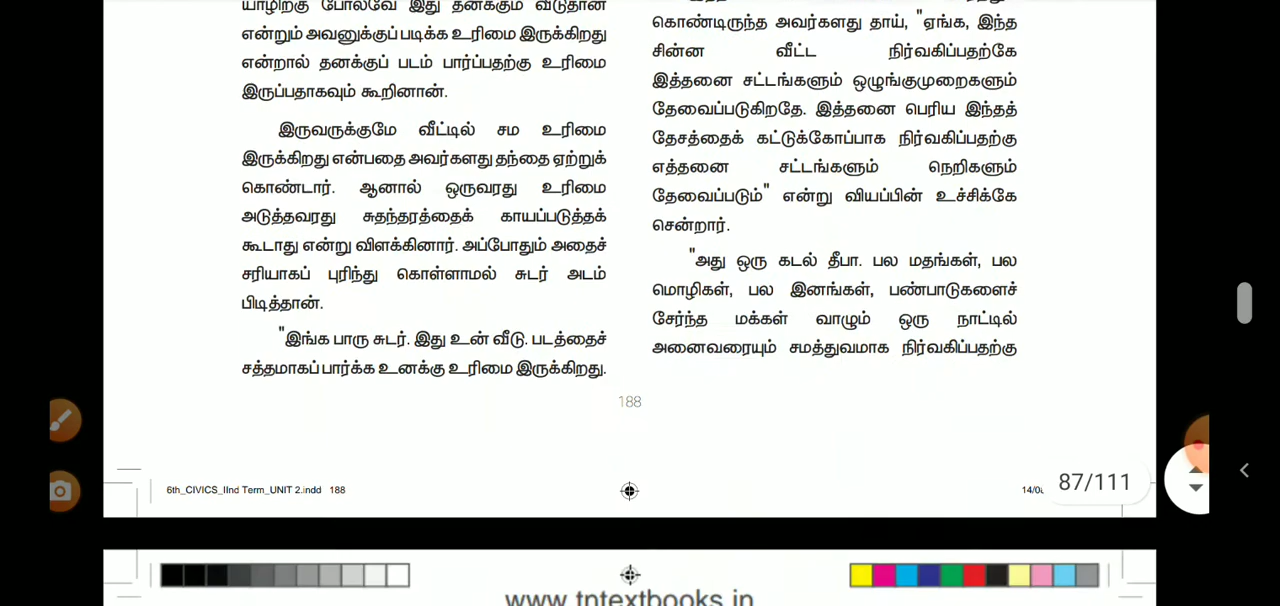 யாழிற்கு போலவே இது தனக்கும் வீடுதான்
என்றும் அவனுக்குப் படிக்க உரிமை இருக்கிறது
என்றால் தனக்குப் படம் பார்ப்பதற்கு உரிமை
இருப்பதாகவும் கூறினான்.
இருவருக்குமே வீட்டில் சம உரிமை
இருக்கிறது என்பதை அவர்களது தந்தை ஏற்றுக்
கொண்டார். ஆனால் ஒருவரது உரிமை
அடுத்தவரது சுதந்தரத்தைக் காயப்படுத்தக்
கூடாது என்று விளக்கினார். அப்போதும் அதைச்
சரியாகப் புரிந்து கொள்ளாமல் சுடர் அடம்
பிடித்தான்.
"இங்க பாரு சுடர். இது உன் வீடு. படத்தைச்
சத்தமாகப் பார்க்க உனக்கு உரிமை இருக்கிறது.
கொண்டிருந்த அவர்களது தாய், "ஏங்க, இந்த
சின்ன வீட்ட நிர்வகிப்பதற்கே
இத்தனை சட்டங்களும் ஒழுங்குமுறைகளும்
தேவைப்படுகிறதே. இத்தனை பெரிய இந்தத்
தேசத்தைக் கட்டுக்கோப்பாக நிர்வகிப்பதற்கு
எத்தனை சட்டங்களும் நெறிகளும்
தேவைப்படும்" என்று வியப்பின் உச்சிக்கே
சென்றார்.
"அது ஒரு கடல் தீபா. பல மதங்கள், பல
மொழிகள், பல இனங்கள், பண்பாடுகளைச்
சேர்ந்த மக்கள் வாழும் ஒரு நாட்டில்
அனைவரையும் சமத்துவமாக நிர்வகிப்பதற்கு
188
6th_CIVICS_IInd Term_UNIT 2.indd 188
87/111
www.tntextbooks.in